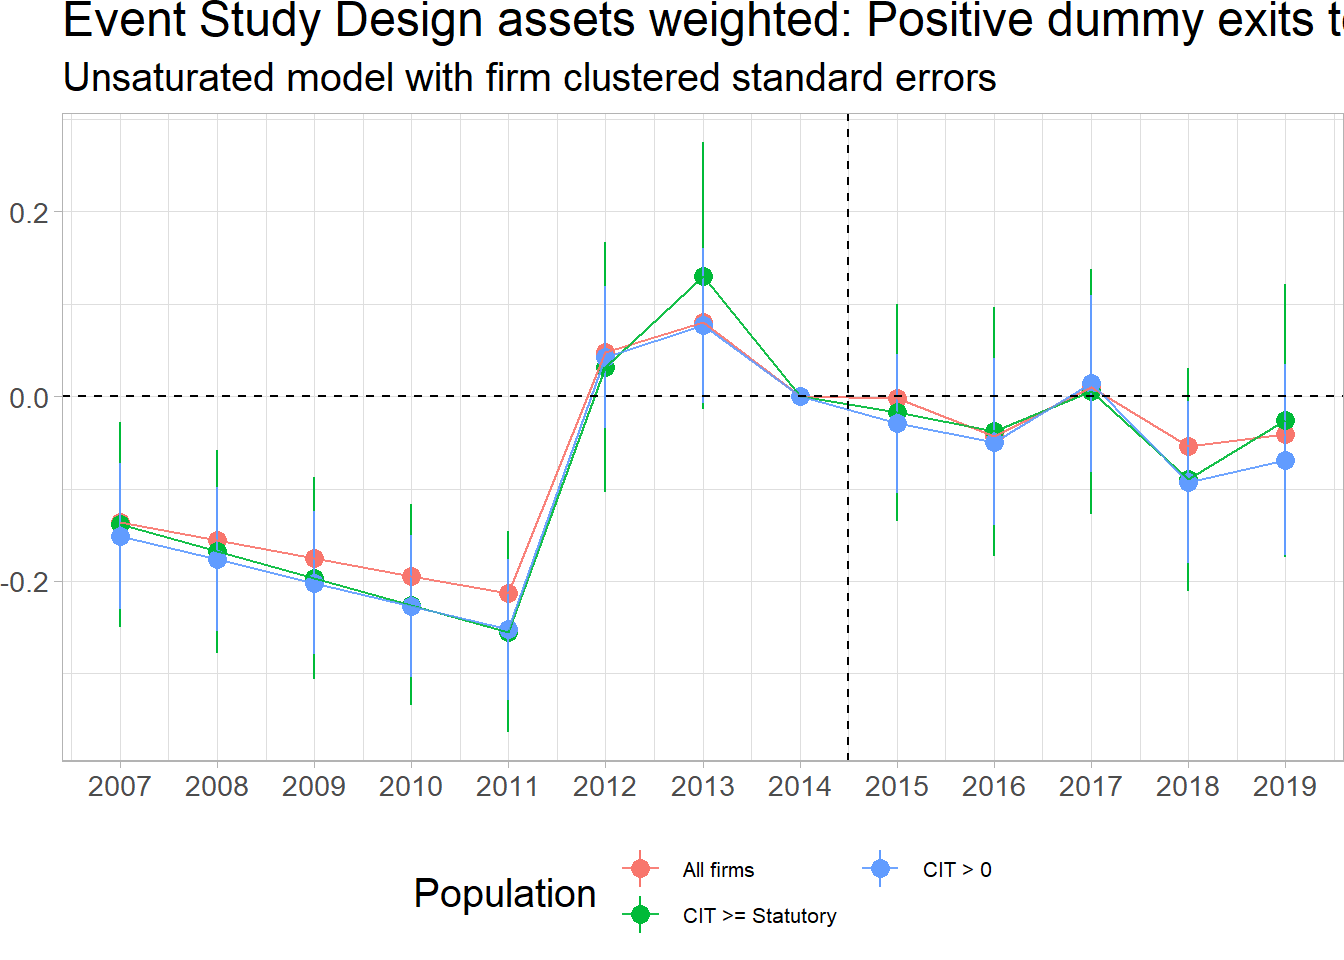 Event Study Design assets weighted: Positive dummy exits
Unsaturated model with firm clustered standard errors
0.2
0.0
-0.2
2007 2008 2009 2010 2011 2012 2013 2014 2015 2016 2017 2018 2019
Population
All firms
CIT > 0
CIT >= Statutory